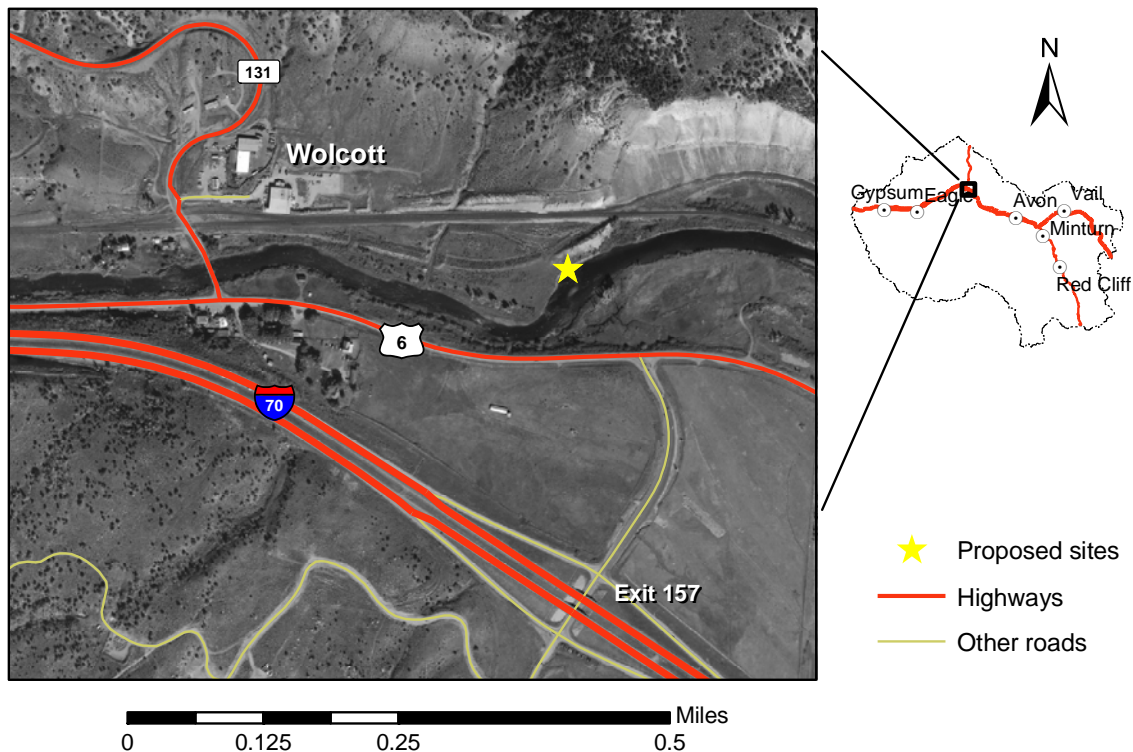 131
Wolcott
6
70
Exit 157
N
Gypsum
Eagle
Avon
Vail
Minturn
Red Cliff
Proposed sites
Highways
Other roads
Miles
0 0.125 0.25 0.5